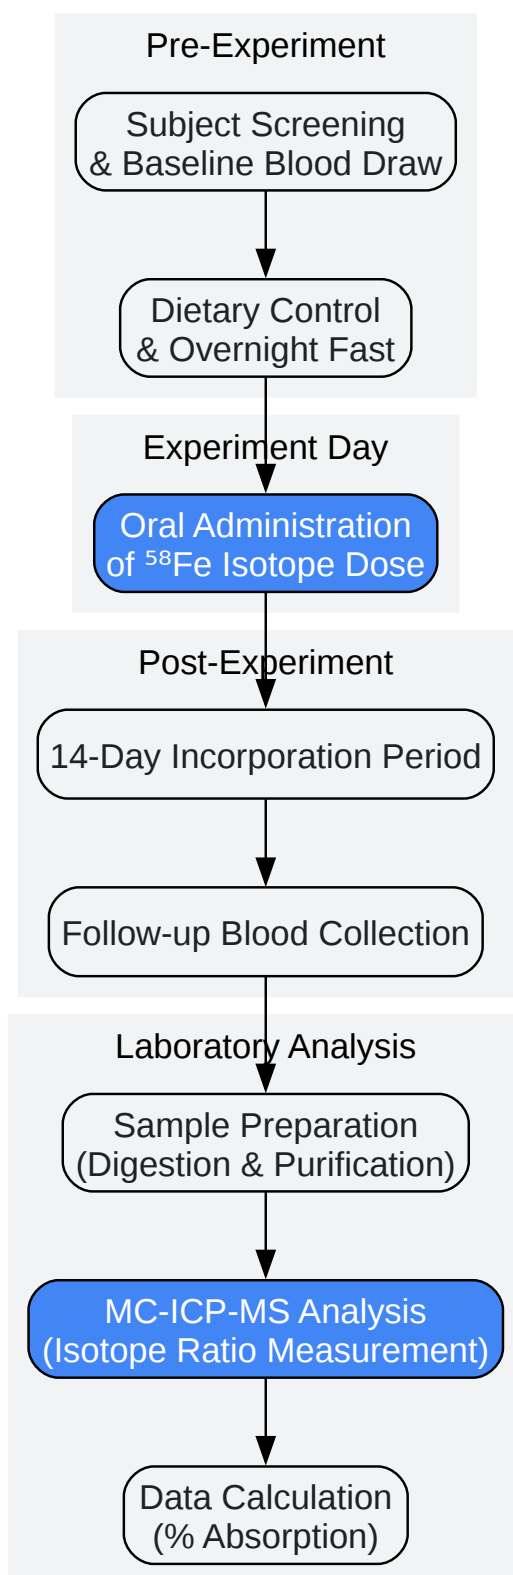 Pre-Experiment
Subject Screening
& Baseline Blood Draw
Dietary Control
& Overnight Fast
Experiment Day
Oral Administration
of ⁵⁸Fe Isotope Dose
Post-Experiment
14-Day Incorporation Period
Follow-up Blood Collection
Laboratory Analysis
Sample Preparation
(Digestion & Purification)
MC-ICP-MS Analysis
(Isotope Ratio Measurement)
Data Calculation
(% Absorption)